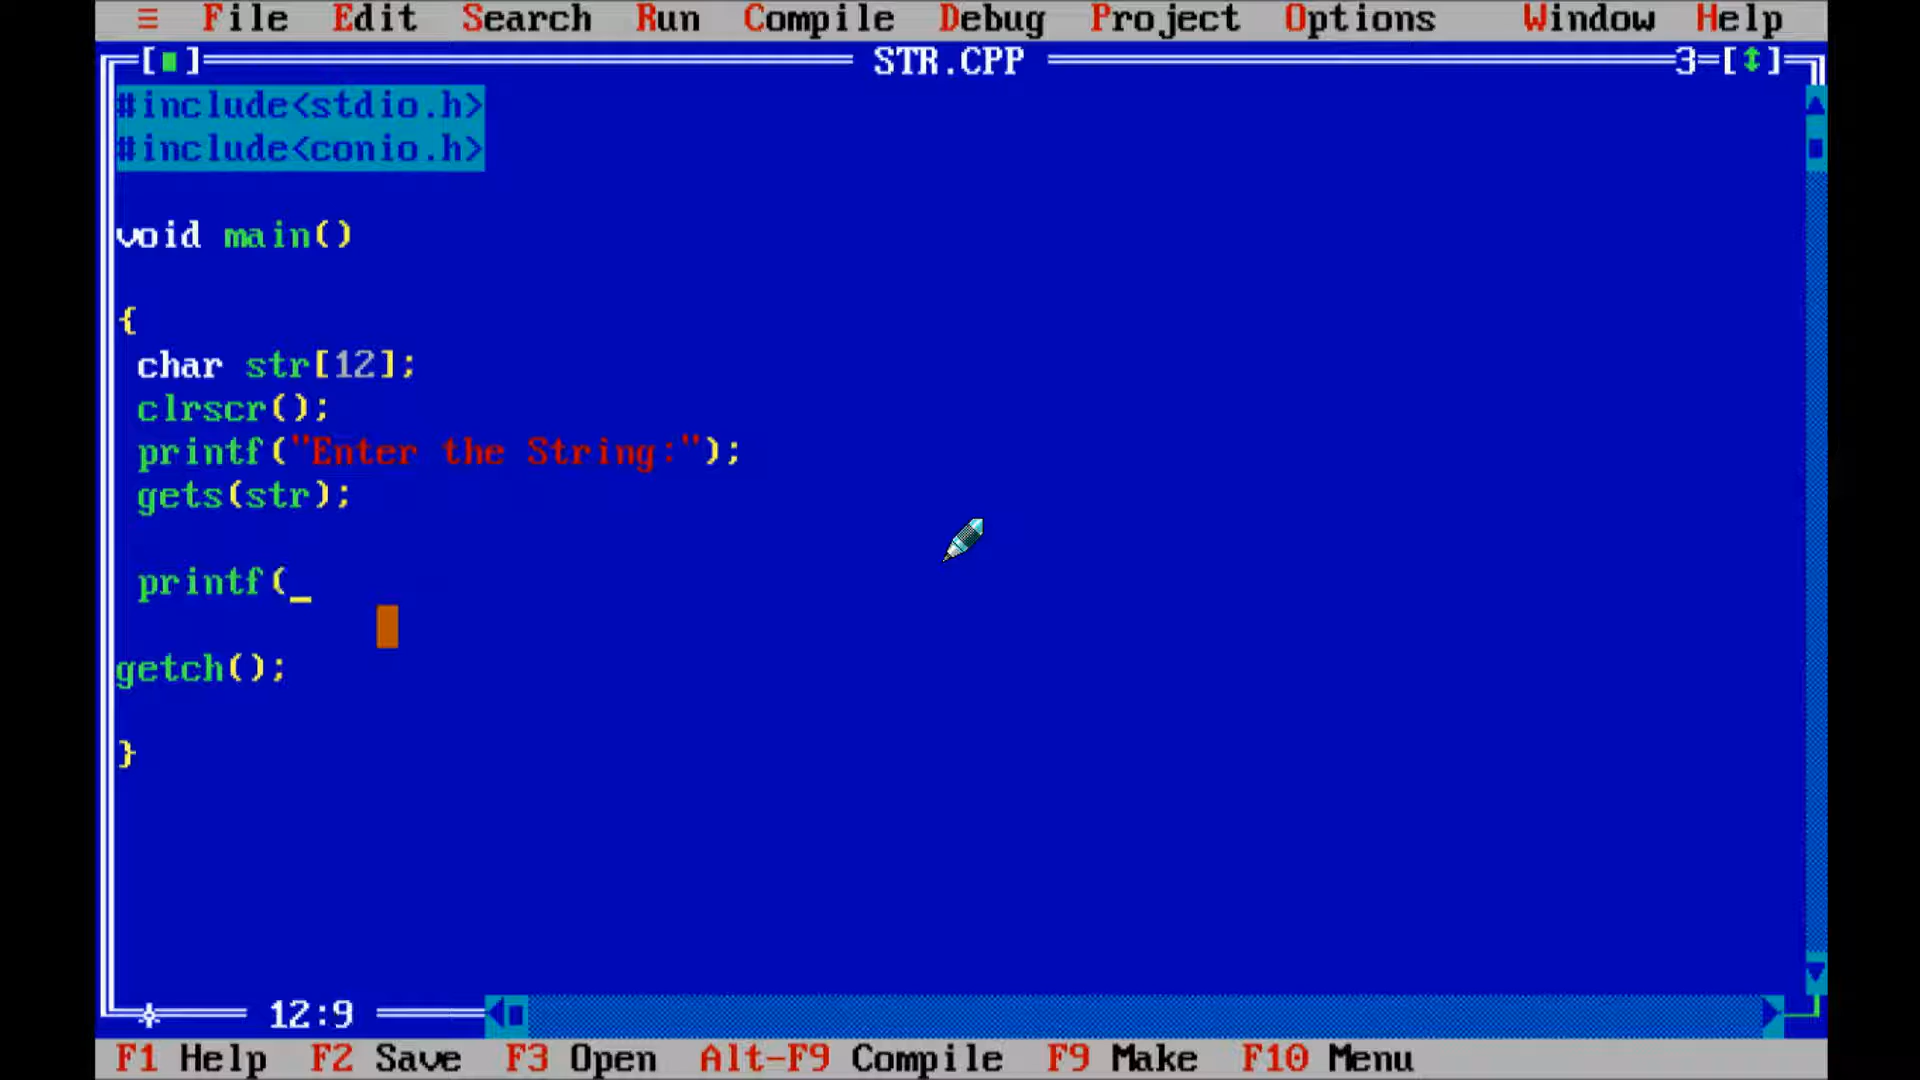 ≡ File Edit Search Run Compile Debug Project Options Window Help
[■] STR.CPP 3=[↕]
#include<stdio.h>
#include<conio.h>
void main()
{
char str[12];
clrscr();
printf("Enter the String:");
gets(str);
printf(_
getch();
}
12:9
F1 Help F2 Save F3 Open Alt-F9 Compile F9 Make F10 Menu